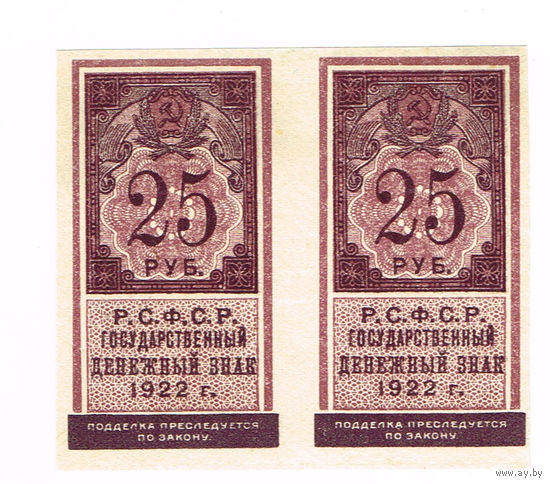 25
РУБ.
Р.С.Ф.С.Р.
ГОСУДАРСТВЕННЫЙ
ДЕНЕЖНЫЙ ЗНАК
1922 г.
ПОДДЕЛКА ПРЕСЛЕДУЕТСЯ
ПО ЗАКОНУ.
25
РУБ.
Р.С.Ф.С.Р.
ГОСУДАРСТВЕННЫЙ
ДЕНЕЖНЫЙ ЗНАК
1922 г.
ПОДДЕЛКА ПРЕСЛЕДУЕТСЯ
ПО ЗАКОНУ.
www.ay.by